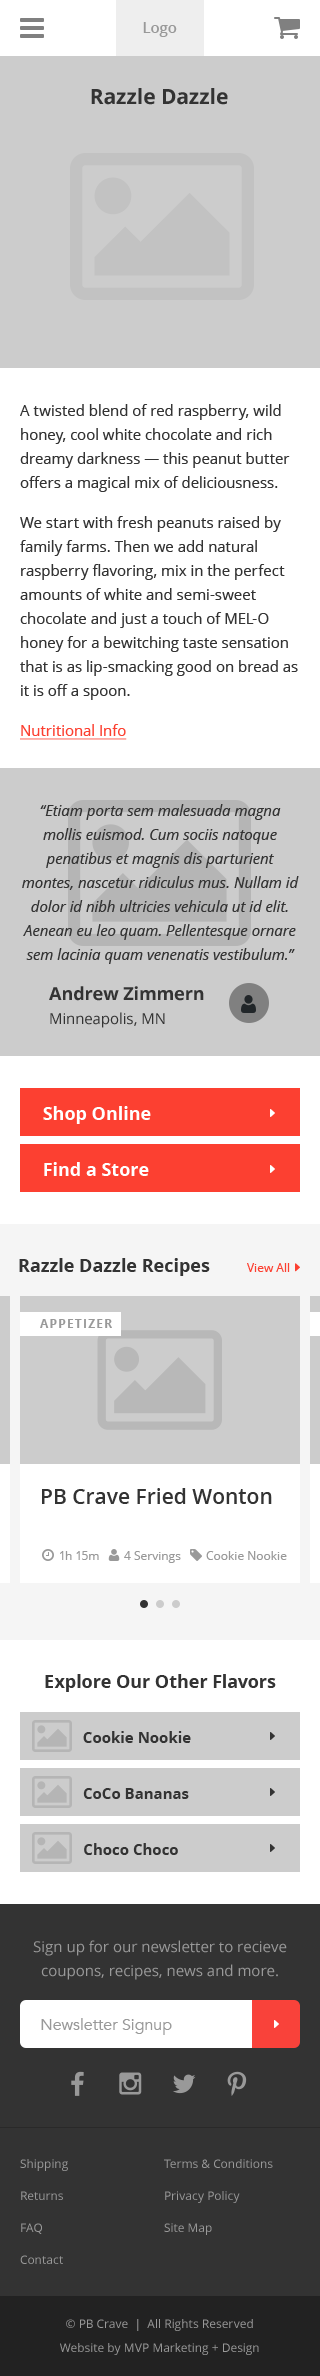 Logo
Razzle Dazzle
A twisted blend of red raspberry, wild
honey, cool white chocolate and rich
dreamy darkness — this peanut butter
offers a magical mix of deliciousness.
We start with fresh peanuts raised by
family farms. Then we add natural
raspberry flavoring, mix in the perfect
amounts of white and semi-sweet
chocolate and just a touch of MEL-O
honey for a bewitching taste sensation
that is as lip-smacking good on bread as
it is off a spoon.
Nutritional Info
“Etiam porta sem malesuada magna
mollis euismod. Cum sociis natoque
penatibus et magnis dis parturient
montes, nascetur ridiculus mus. Nullam id
dolor id nibh ultricies vehicula ut id elit.
Aenean eu leo quam. Pellentesque ornare
sem lacinia quam venenatis vestibulum.”
Andrew Zimmern
Minneapolis, MN
Shop Online
Find a Store
Razzle Dazzle Recipes View All
APPETIZER
PB Crave Fried Wonton
1h 15m 4 Servings Cookie Nookie
Explore Our Other Flavors
Cookie Nookie
CoCo Bananas
Choco Choco
Sign up for our newsletter to recieve
coupons, recipes, news and more.
Newsletter Signup
Shipping Terms & Conditions
Returns Privacy Policy
FAQ Site Map
Contact
© PB Crave | All Rights Reserved
Website by MVP Marketing + Design